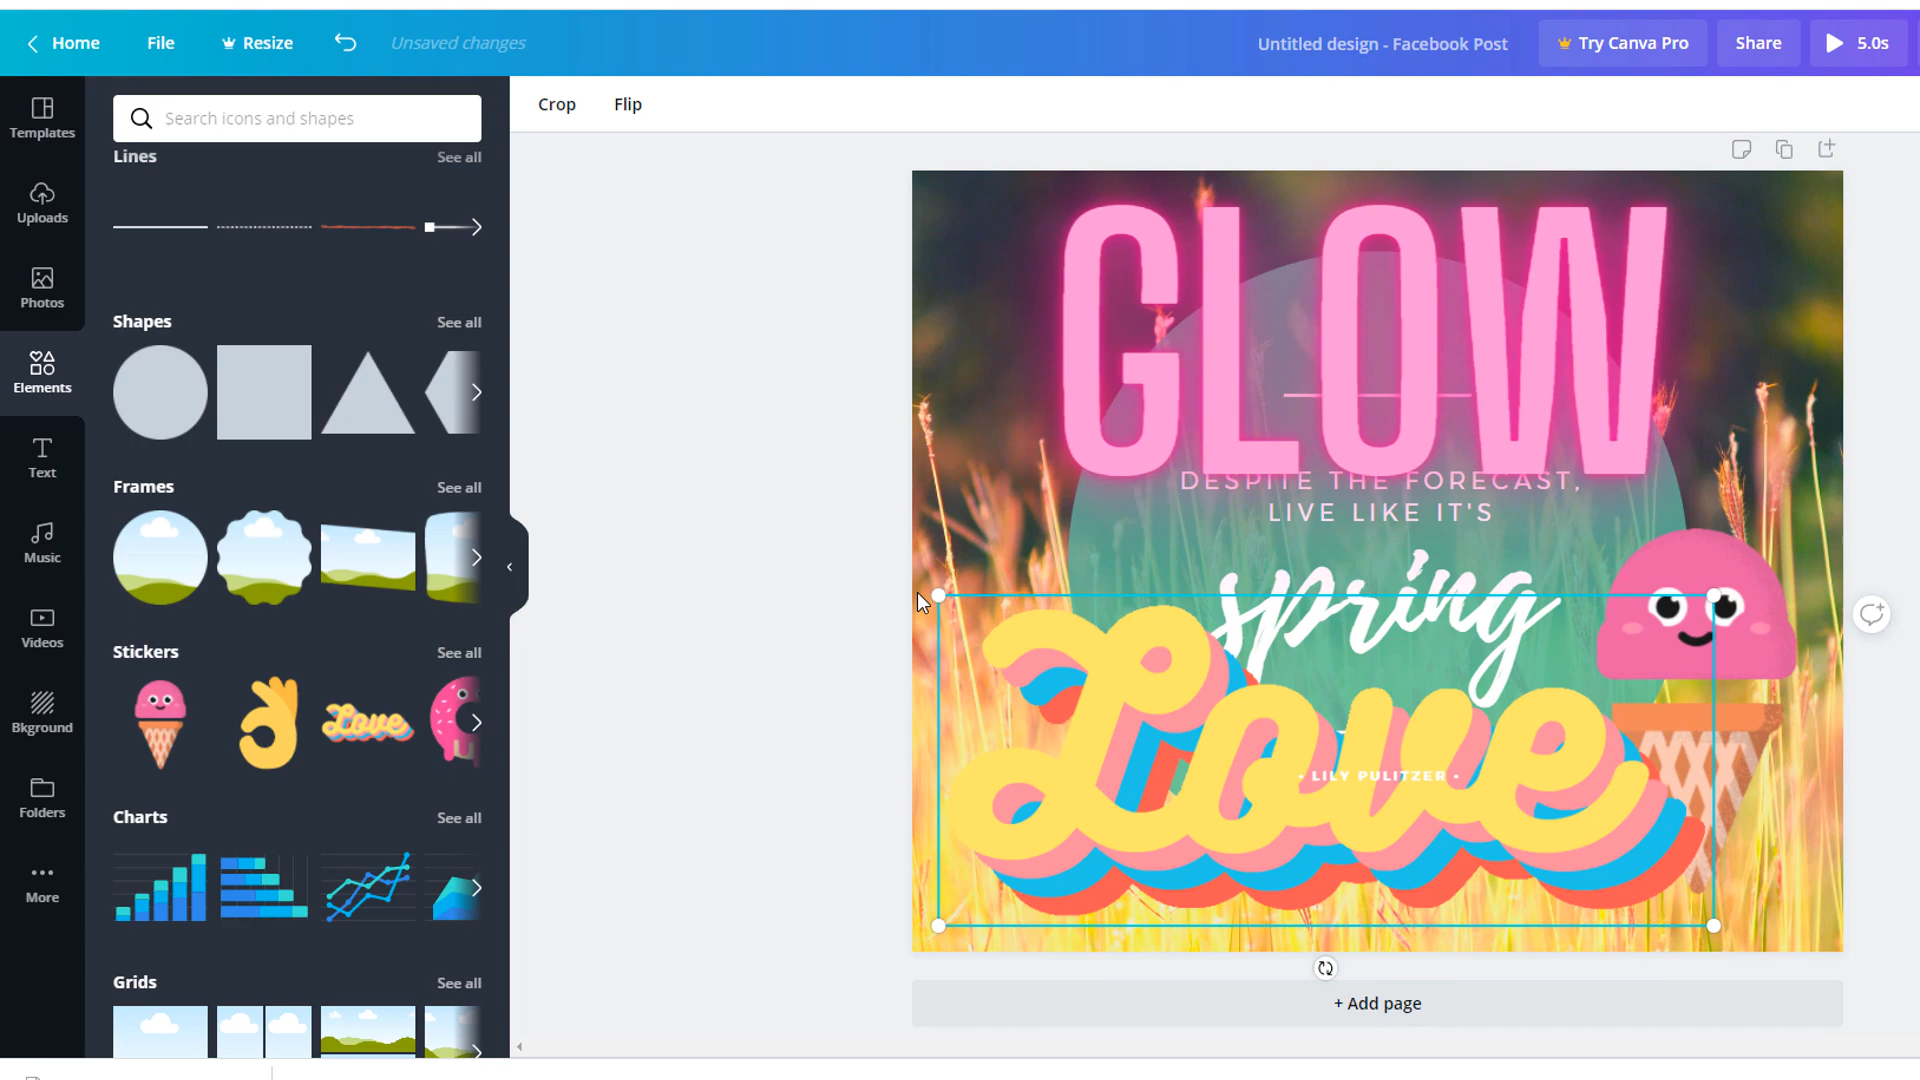 Home File Resize Unsaved changes Untitled design - Facebook Post Try Canva Pro Share 5.0s
Templates
Uploads
Photos
Elements
Text
Music
Videos
Bkground
Folders
More
Search icons and shapes
Lines See all
Shapes See all
Frames See all
Stickers See all
Love
Charts See all
Grids See all
Crop Flip
GLOW
DESPITE THE FORECAST,
LIVE LIKE IT'S
spring
Love
• LILY PULITZER •
+ Add page